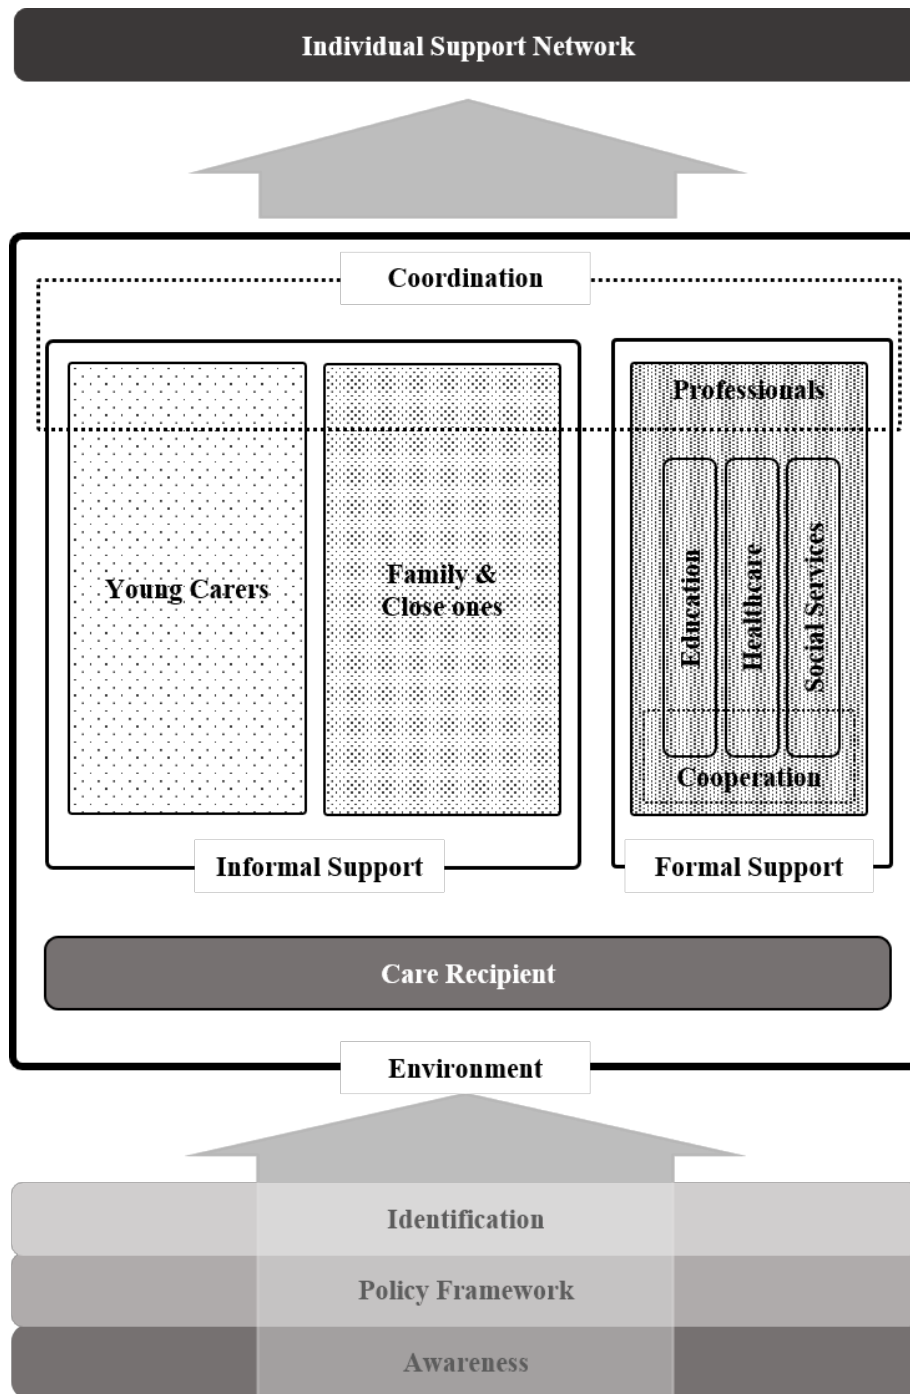 Individual Support Network
Coordination
Professionals
Young Carers
Family &
Close ones
Education
Healthcare
Social Services
Cooperation
Informal Support
Formal Support
Care Recipient
Environment
Identification
Policy Framework
Awareness